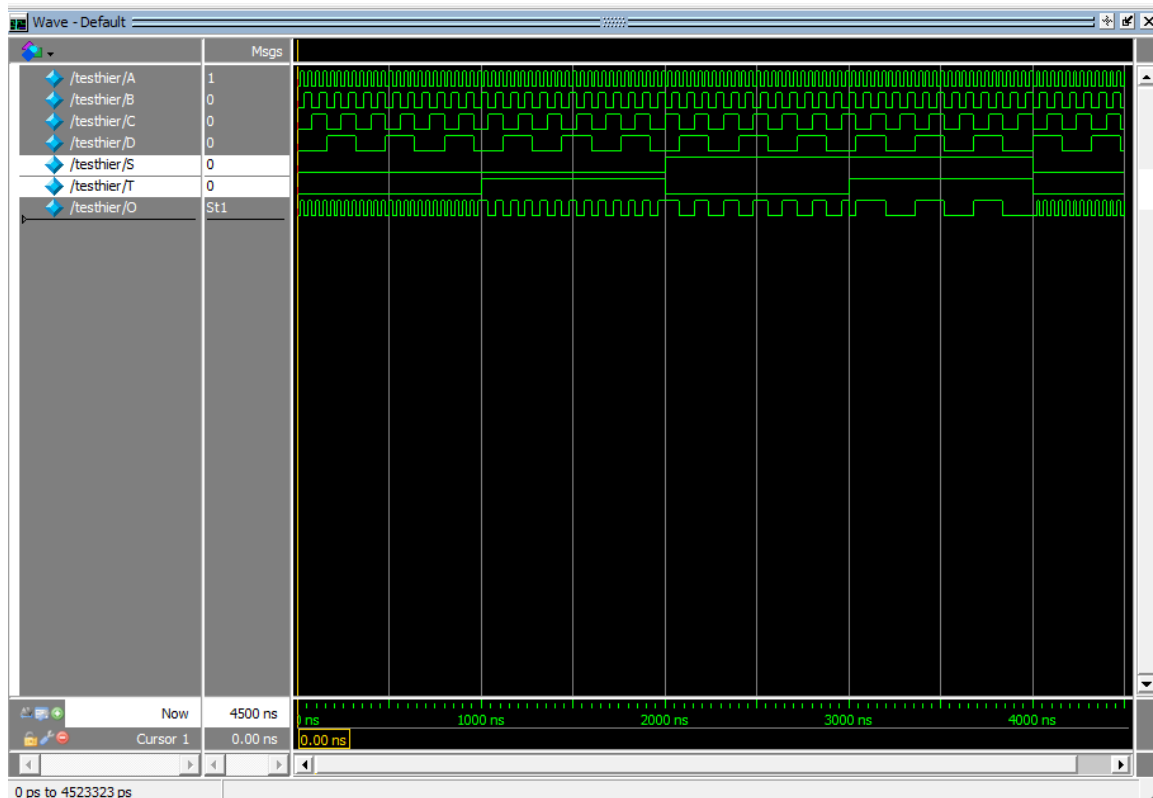 Wave - Default
Msgs
/testhier/A 1
/testhier/B 0
/testhier/C 0
/testhier/D 0
/testhier/S 0
/testhier/T 0
/testhier/O St1
Now 4500 ns
ns 1000 ns 2000 ns 3000 ns 4000 ns
Cursor 1 0.00 ns 0.00 ns
0 ps to 4523323 ps